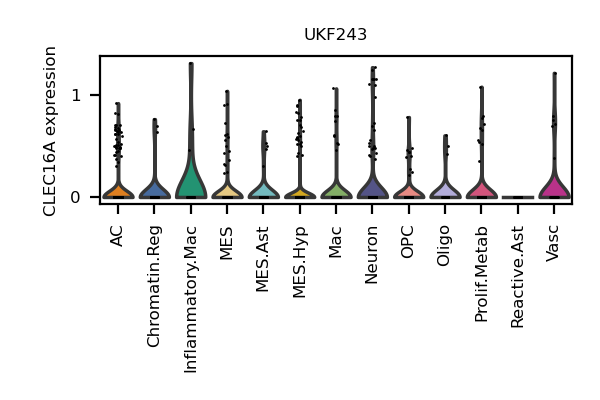 UKF243
CLEC16A expression
1
0
AC
Chromatin.Reg
Inflammatory.Mac
MES
MES.Ast
MES.Hyp
Mac
Neuron
OPC
Oligo
Prolif.Metab
Reactive.Ast
Vasc